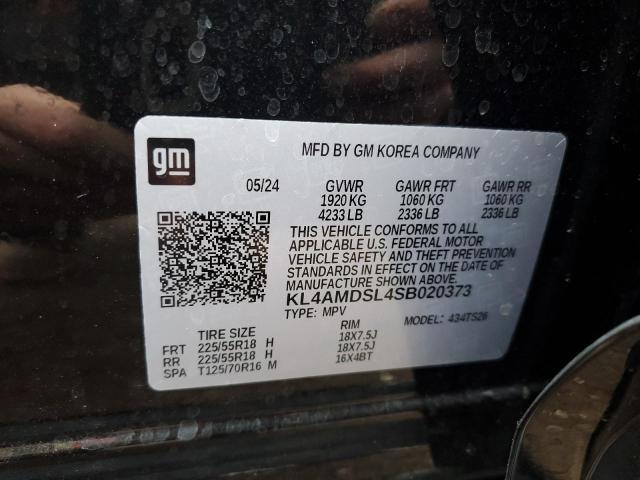 gm
MFD BY GM KOREA COMPANY
05/24 GVWR GAWR FRT GAWR RR
1920 KG 1060 KG 1060 KG
4233 LB 2336 LB 2336 LB
THIS VEHICLE CONFORMS TO ALL
APPLICABLE U.S. FEDERAL MOTOR
VEHICLE SAFETY AND THEFT PREVENTION
STANDARDS IN EFFECT ON THE DATE OF
MANUFACTURE SHOWN ABOVE.
KL4AMDSL4SB020373
TYPE: MPV MODEL: 434TS26
TIRE SIZE RIM
FRT 225/55R18 H 18X7.5J
RR 225/55R18 H 18X7.5J
SPA T125/70R16 M 16X4BT